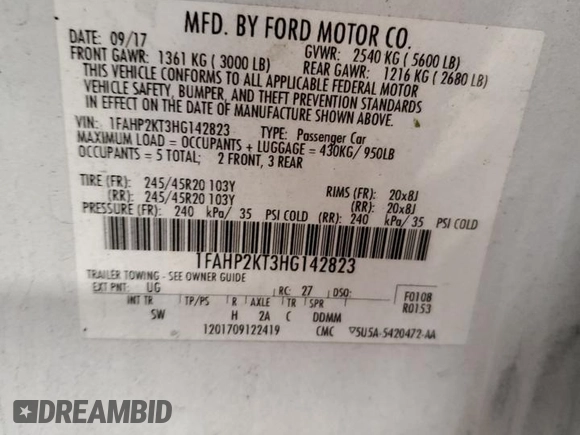 MFD. BY FORD MOTOR CO.
DATE: 09/17 GVWR: 2540 KG ( 5600 LB)
FRONT GAWR: 1361 KG ( 3000 LB) REAR GAWR: 1216 KG ( 2680 LB)
THIS VEHICLE CONFORMS TO ALL APPLICABLE FEDERAL MOTOR
VEHICLE SAFETY, BUMPER, AND THEFT PREVENTION STANDARDS
IN EFFECT ON THE DATE OF MANUFACTURE SHOWN ABOVE.
VIN: 1FAHP2KT3HG142823 TYPE: Passenger Car
MAXIMUM LOAD = OCCUPANTS + LUGGAGE = 430KG/ 950LB
OCCUPANTS = 5 TOTAL; 2 FRONT, 3 REAR
TIRE (FR): 245/45R20 103Y RIMS (FR): 20x8J
(RR): 245/45R20 103Y (RR): 20x8J
PRESSURE (FR): 240 kPa/ 35 PSI COLD (RR): 240 kPa/ 35 PSI COLD
1FAHP2KT3HG142823
TRAILER TOWING - SEE OWNER GUIDE
EXT PNT: UG RC: 27 DSO: F0108
R0153
INT TR TP/PS R AXLE TR SPR
SW H 2A C DDMM
1201709122419 CMC ▽5U5A-5420472-AA
DREAMBID